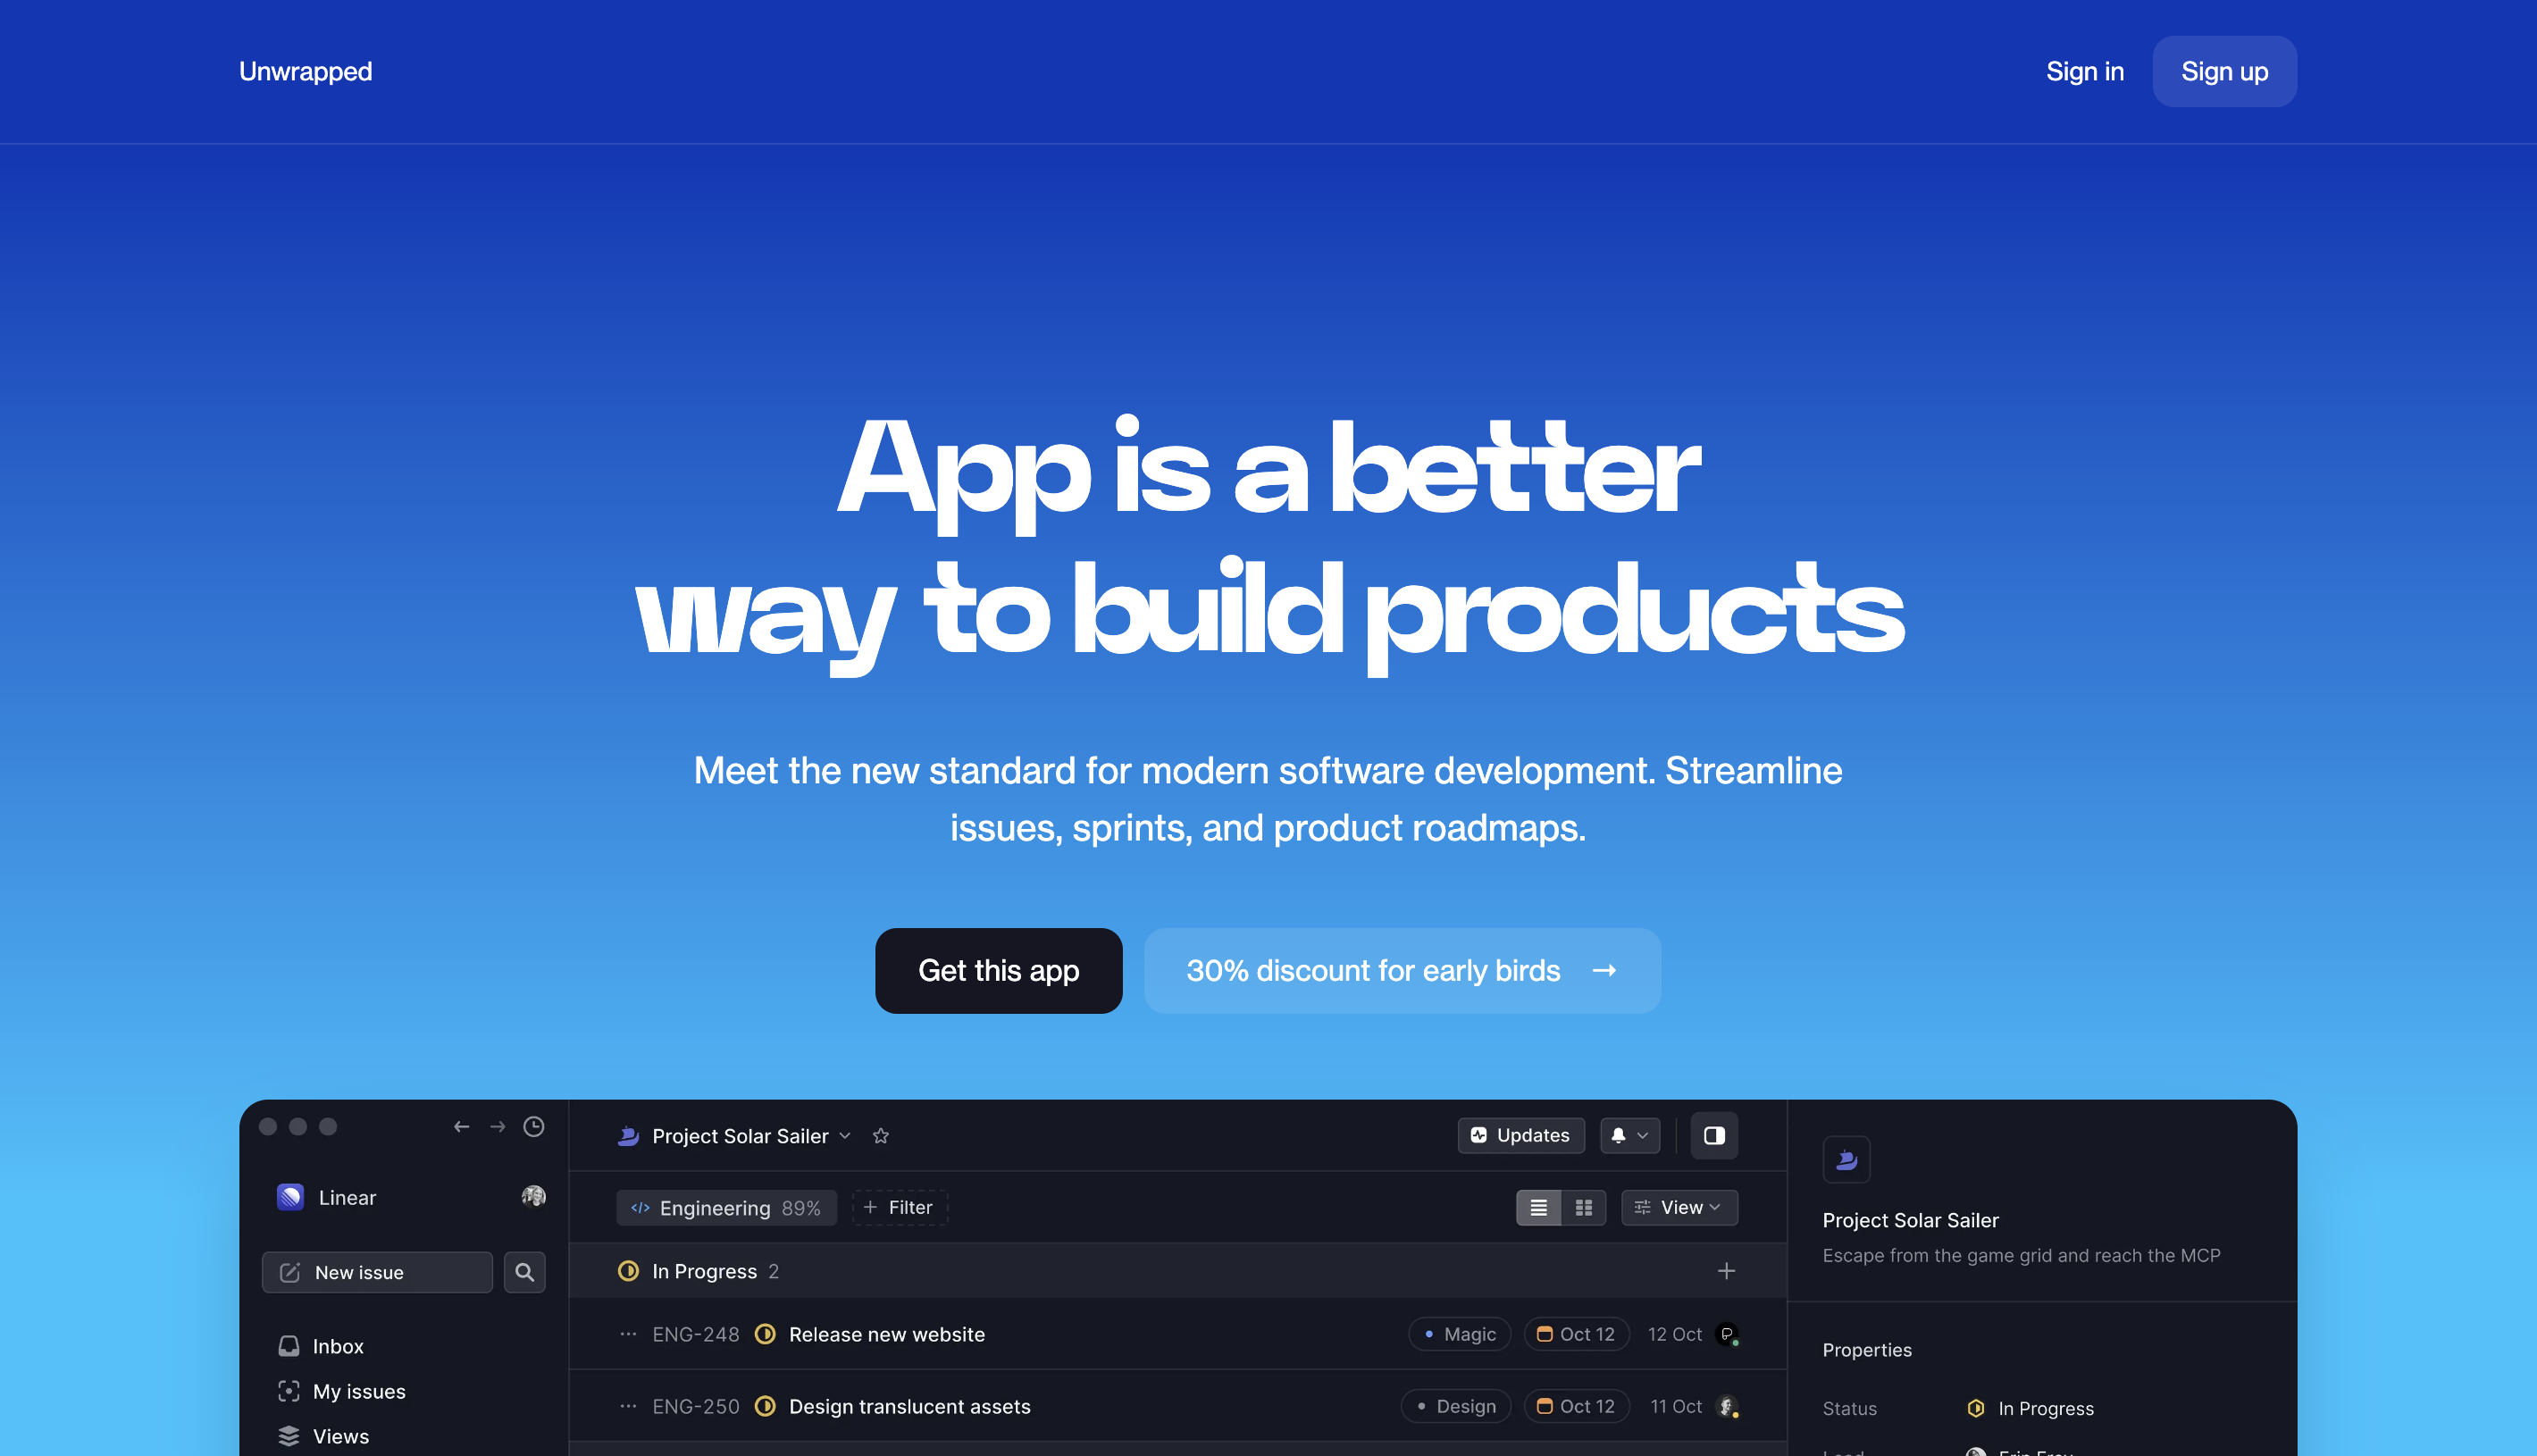 Unwrapped
Sign in
Sign up
App is a better
way to build products
Meet the new standard for modern software development. Streamline
issues, sprints, and product roadmaps.
Get this app
30% discount for early birds →
Linear
New issue
Inbox
My issues
Views
Project Solar Sailer
Updates
Engineering 89%
Filter
View
In Progress 2
ENG-248 Release new website Magic Oct 12 12 Oct
ENG-250 Design translucent assets Design Oct 12 11 Oct
Project Solar Sailer
Escape from the game grid and reach the MCP
Properties
Status In Progress